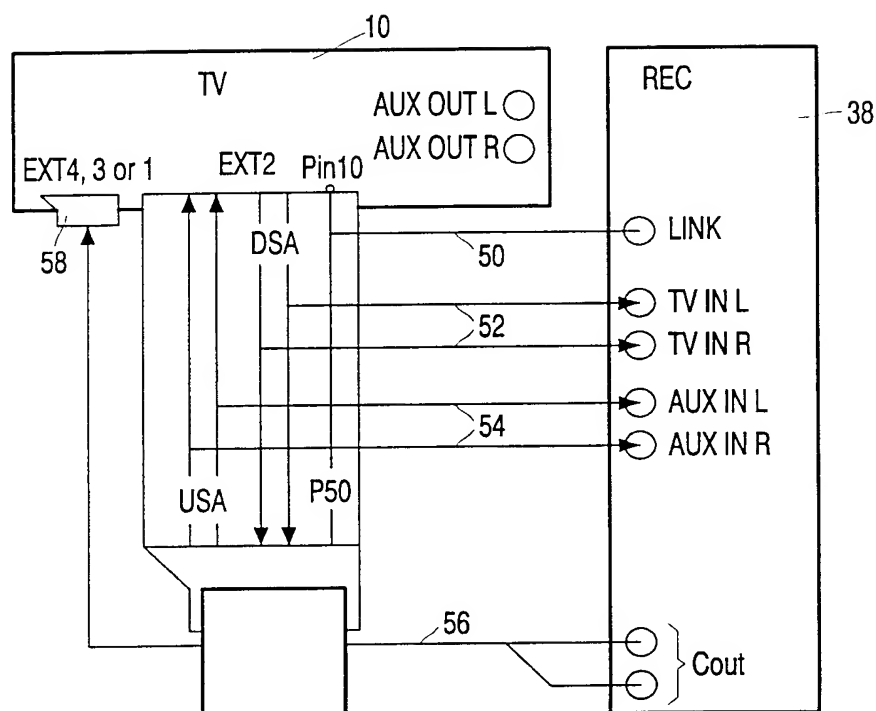 10
TV
REC
38
AUX OUT L
AUX OUT R
EXT4, 3 or 1
EXT2
Pin10
58
DSA
50
LINK
52
TV IN L
TV IN R
54
AUX IN L
AUX IN R
USA
P50
56
Cout